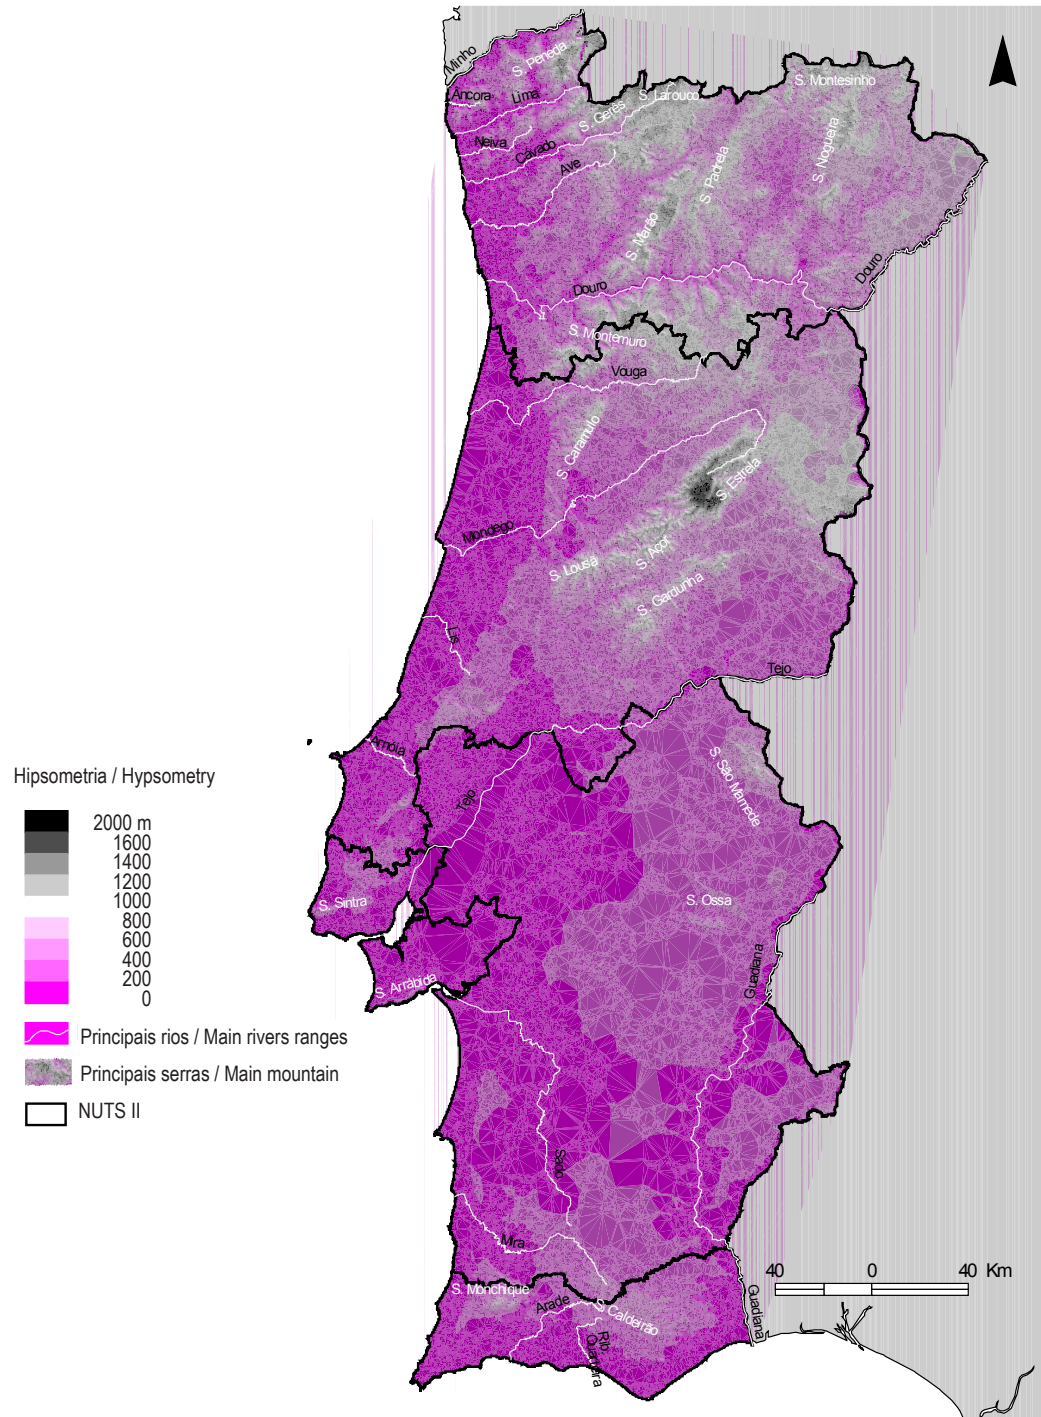 Minho
S. Peneda
Âncora
Lima
S. Gerês
S. Larouco
S. Montesinho
Neiva
Cávado
Ave
S. Padrela
S. Nogueira
S. Marão
Douro
Douro
S. Montemuro
Vouga
S. Caramulo
S. Estrela
Mondego
S. Açor
S. Lousã
S. Gardunha
Lis
Tejo
Arnóia
S. São Mamede
Tejo
Hipsometria / Hypsometry
2000 m
1600
1400
1200
1000
800
600
400
200
0
Principais rios / Main rivers ranges
Principais serras / Main mountain
NUTS II
S. Sintra
S. Ossa
Guadiana
S. Arrábida
Sado
Mira
40 0 40 Km
S. Monchique
Arade
S. Caldeirão
Guadiana
Rib. Quarteira